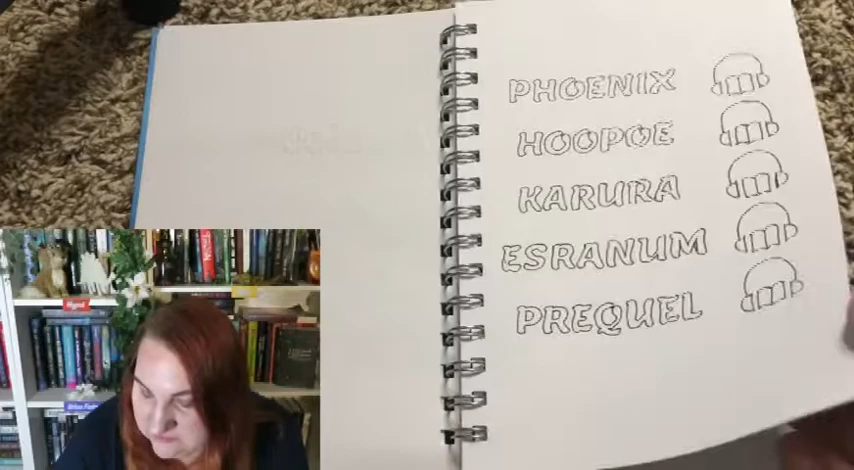 PHOENIX
HOOPOE
KARURA
ESRANUM
PREQUEL